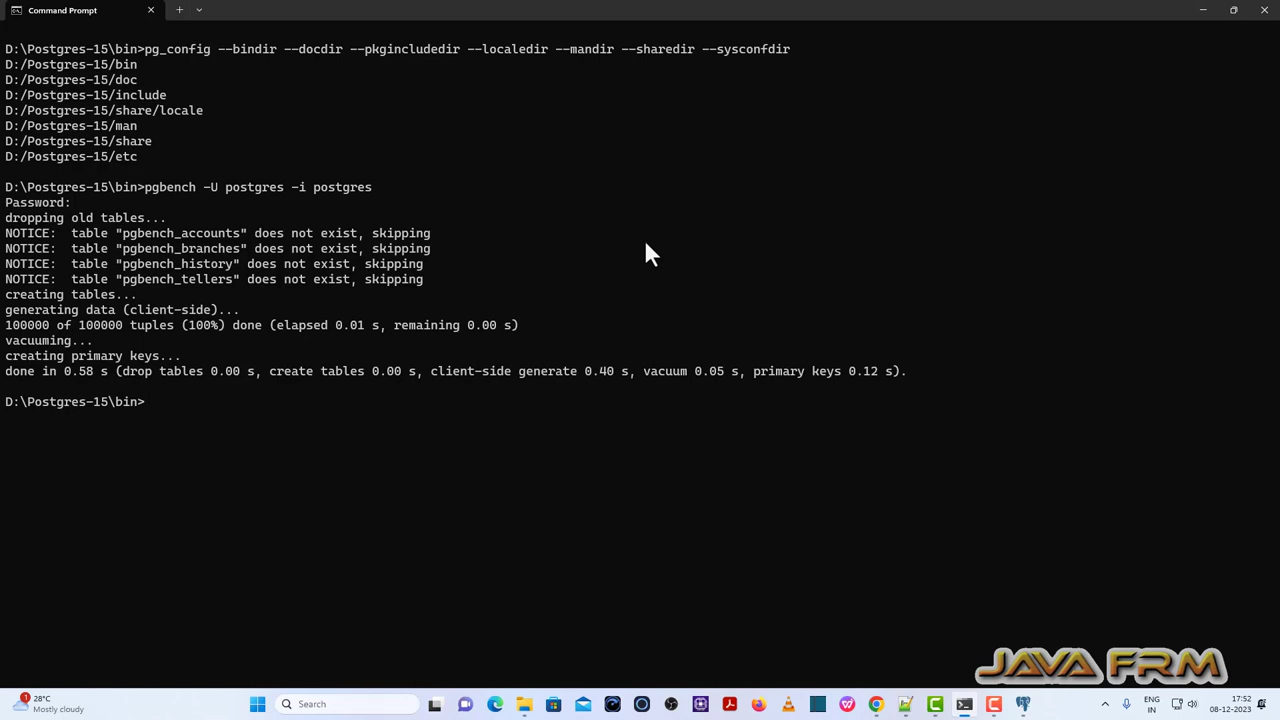 Command Prompt
D:\Postgres-15\bin>pg_config --bindir --docdir --pkgincludedir --localedir --mandir --sharedir --sysconfdir
D:/Postgres-15/bin
D:/Postgres-15/doc
D:/Postgres-15/include
D:/Postgres-15/share/locale
D:/Postgres-15/man
D:/Postgres-15/share
D:/Postgres-15/etc
D:\Postgres-15\bin>pgbench -U postgres -i postgres
Password:
dropping old tables...
NOTICE:  table "pgbench_accounts" does not exist, skipping
NOTICE:  table "pgbench_branches" does not exist, skipping
NOTICE:  table "pgbench_history" does not exist, skipping
NOTICE:  table "pgbench_tellers" does not exist, skipping
creating tables...
generating data (client-side)...
100000 of 100000 tuples (100%) done (elapsed 0.01 s, remaining 0.00 s)
vacuuming...
creating primary keys...
done in 0.58 s (drop tables 0.00 s, create tables 0.00 s, client-side generate 0.40 s, vacuum 0.05 s, primary keys 0.12 s).
D:\Postgres-15\bin>
JAVA FRM
1
28°C
Mostly cloudy
Search
ENG
IN
17:52
08-12-2023